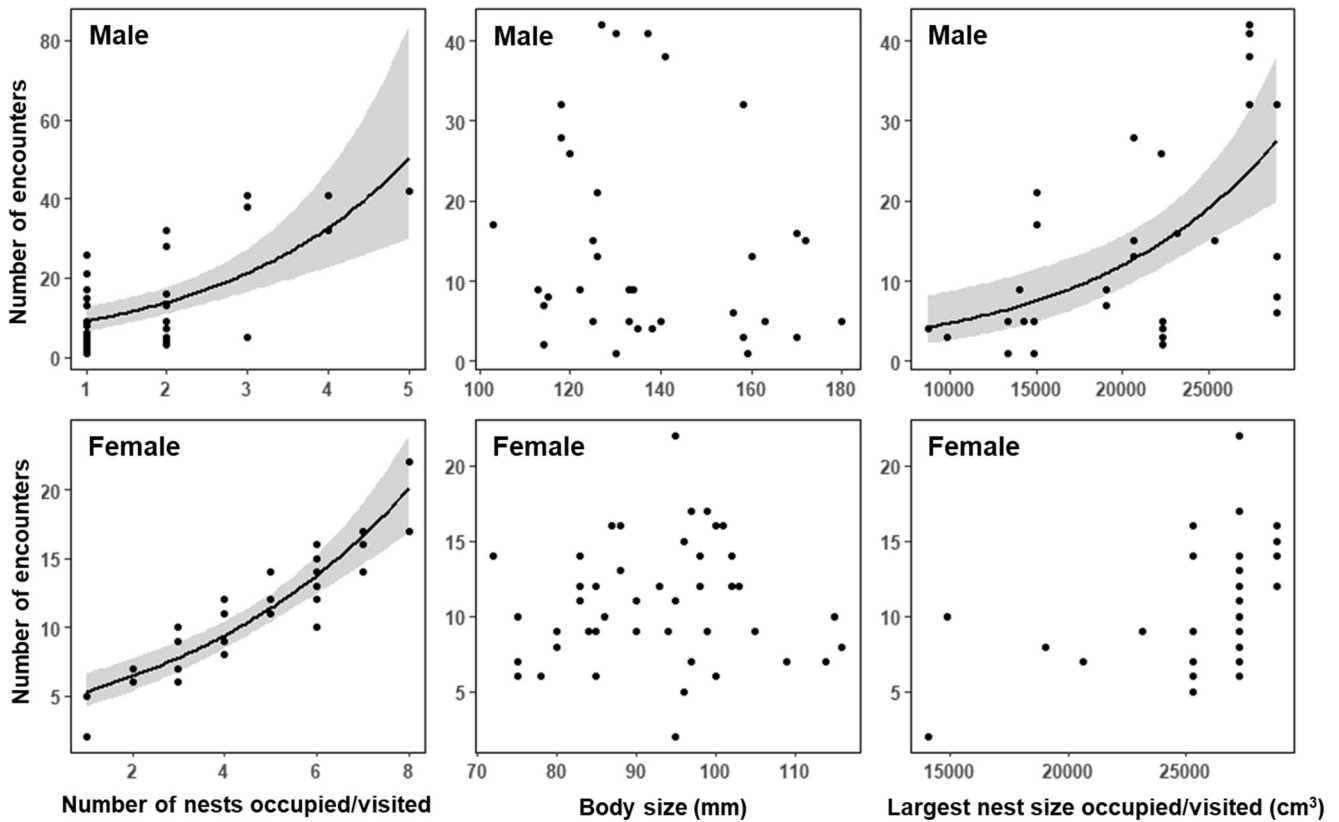 Male
Male
Male
Number of encounters
80
60
40
20
0
1 2 3 4 5
40
30
20
10
0
100 120 140 160 180
40
30
20
10
0
10000 15000 20000 25000
Female
Female
Female
Number of encounters
20
15
10
5
2 4 6 8
20
15
10
5
70 80 90 100 110
20
15
10
5
15000 20000 25000
Number of nests occupied/visited
Body size (mm)
Largest nest size occupied/visited (cm³)